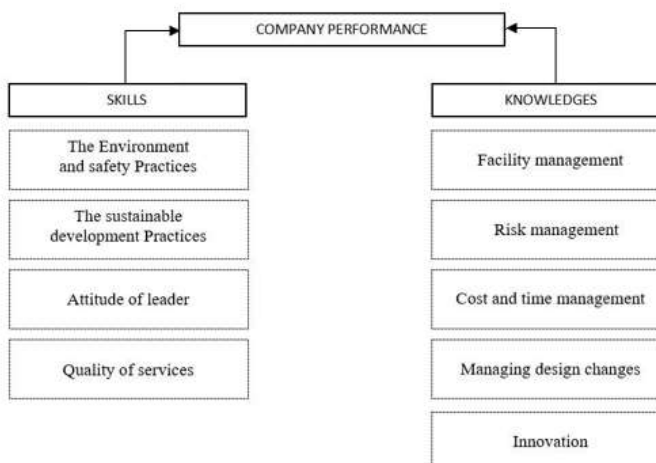 COMPANY PERFORMANCE
SKILLS
The Environment
and safety Practices
The sustainable
development Practices
Attitude of leader
Quality of services
KNOWLEDGES
Facility management
Risk management
Cost and time management
Managing design changes
Innovation